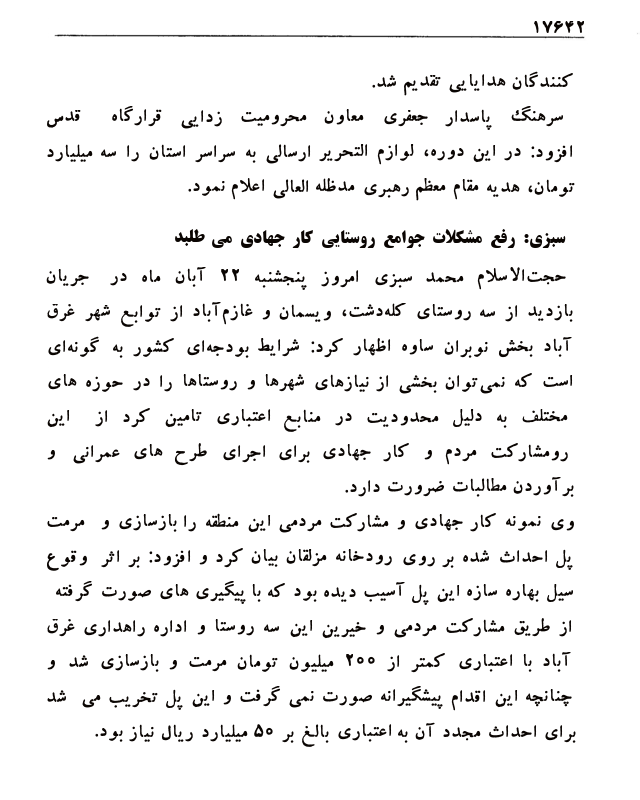 ۱۷۶۴۲
کنندگان هدایایی تقدیم شد.
سرهنگ پاسدار جعفری معاون محرومیت زدایی قرارگاه قدس
افزود: در این دوره، لوازم التحریر ارسالی به سراسر استان را سه میلیارد
تومان، هدیه مقام معظم رهبری مدظله العالی اعلام نمود.
سبزی: رفع مشکلات جوامع روستایی کار جهادی می طلبد
حجت‌الاسلام محمد سبزی امروز پنجشنبه ۲۲ آبان ماه در جریان
بازدید از سه روستای کله‌دشت، ویسمان و غازم‌آباد از توابع شهر غرق
آباد بخش نوبران ساوه اظهار کرد: شرایط بودجه‌ای کشور به گونه‌ای
است که نمی‌توان بخشی از نیازهای شهرها و روستاها را در حوزه های
مختلف به دلیل محدودیت در منابع اعتباری تامین کرد از این
رومشارکت مردم و کار جهادی برای اجرای طرح های عمرانی و
برآوردن مطالبات ضرورت دارد.
وی نمونه کار جهادی و مشارکت مردمی این منطقه را بازسازی و مرمت
پل احداث شده بر روی رودخانه مزلقان بیان کرد و افزود: بر اثر وقوع
سیل بهاره سازه این پل آسیب دیده بود که با پیگیری های صورت گرفته
از طریق مشارکت مردمی و خیرین این سه روستا و اداره راهداری غرق
آباد با اعتباری کمتر از ۲۰۰ میلیون تومان مرمت و بازسازی شد و
چنانچه این اقدام پیشگیرانه صورت نمی گرفت و این پل تخریب می شد
برای احداث مجدد آن به اعتباری بالغ بر ۵۰ میلیارد ریال نیاز بود.